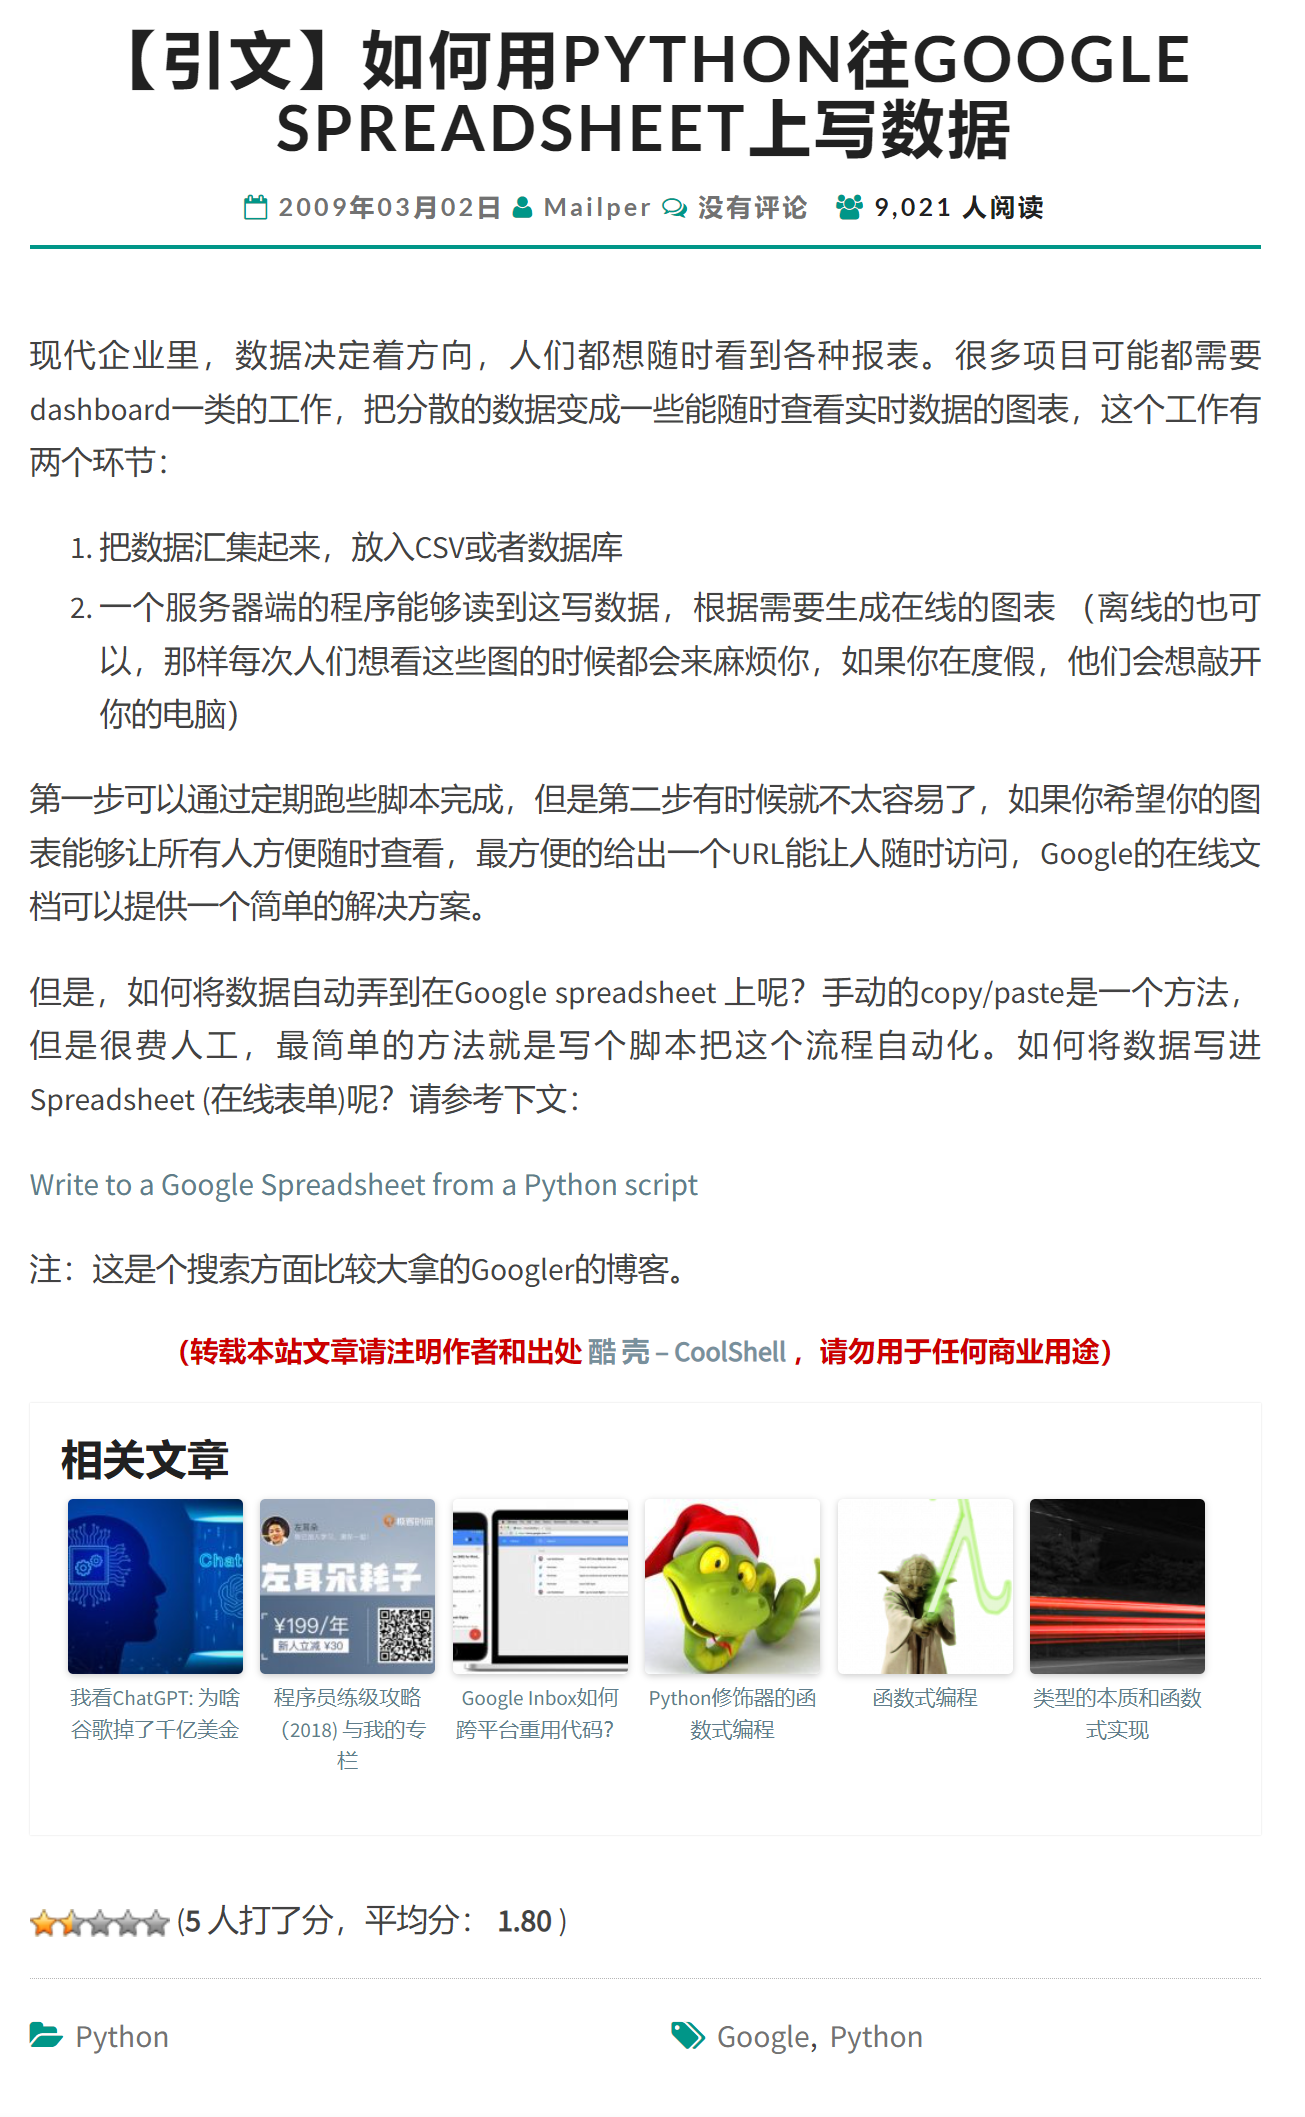 【引文】如何用PYTHON往GOOGLE
SPREADSHEET上写数据
2009年03月02日 Mailper 没有评论 9,021 人阅读
现代企业里，数据决定着方向，人们都想随时看到各种报表。很多项目可能都需要
dashboard一类的工作，把分散的数据变成一些能随时查看实时数据的图表，这个工作有
两个环节：
1. 把数据汇集起来，放入CSV或者数据库
2. 一个服务器端的程序能够读到这写数据，根据需要生成在线的图表 （离线的也可
以，那样每次人们想看这些图的时候都会来麻烦你，如果你在度假，他们会想敲开
你的电脑）
第一步可以通过定期跑些脚本完成，但是第二步有时候就不太容易了，如果你希望你的图
表能够让所有人方便随时查看，最方便的给出一个URL能让人随时访问，Google的在线文
档可以提供一个简单的解决方案。
但是，如何将数据自动弄到在Google spreadsheet 上呢？手动的copy/paste是一个方法，
但是很费人工，最简单的方法就是写个脚本把这个流程自动化。如何将数据写进
Spreadsheet (在线表单)呢？请参考下文：
Write to a Google Spreadsheet from a Python script
注：这是个搜索方面比较大拿的Googler的博客。
（转载本站文章请注明作者和出处 酷 壳 – CoolShell ，请勿用于任何商业用途）
相关文章
Chat
左耳朵
极客时间
左耳朵耗子
¥199/年
新人立减 ¥30
我看ChatGPT: 为啥
谷歌掉了千亿美金
程序员练级攻略
（2018) 与我的专
栏
Google Inbox如何
跨平台重用代码？
Python修饰器的函
数式编程
函数式编程
类型的本质和函数
式实现
(5 人打了分，平均分： 1.80 )
Python
Google, Python